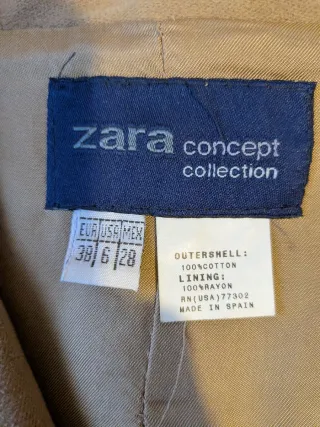 zara concept
collection
EUR USA MEX
38 6 28
OUTERSHELL:
100%COTTON
LINING:
100%RAYON
RN(USA)77302
MADE IN SPAIN